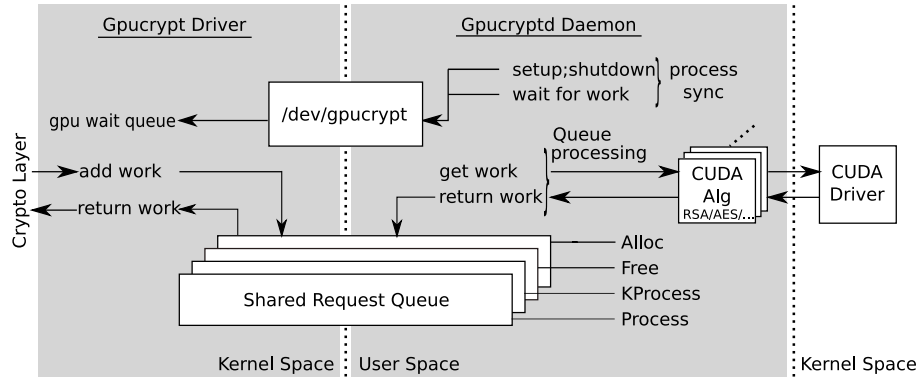 Gpucrypt Driver
Gpucryptd Daemon
setup;shutdown
wait for work
process
sync
/dev/gpucrypt
gpu wait queue
Queue
processing
Crypto Layer
add work
return work
get work
return work
CUDA
Alg
RSA/AES/...
CUDA
Driver
Alloc
Free
KProcess
Process
Shared Request Queue
Kernel Space
User Space
Kernel Space